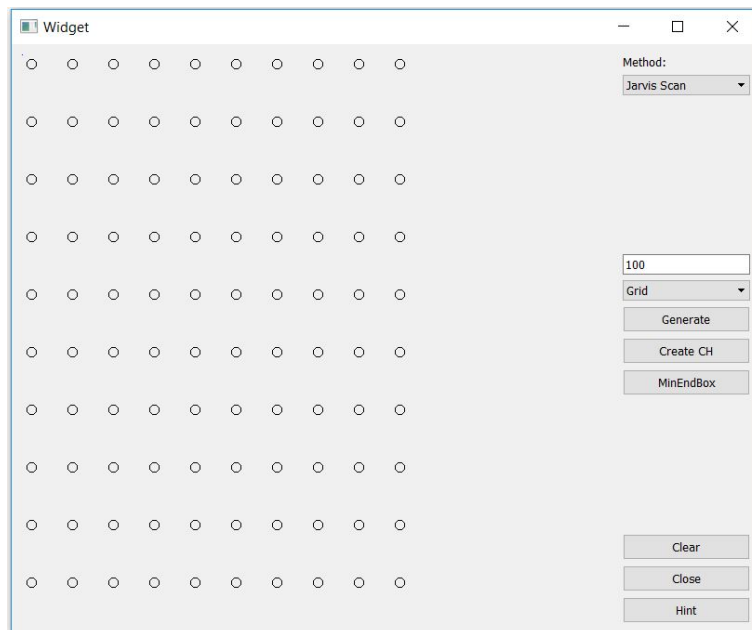 Widget
Method:
Jarvis Scan
100
Grid
Generate
Create CH
MinEndBox
Clear
Close
Hint